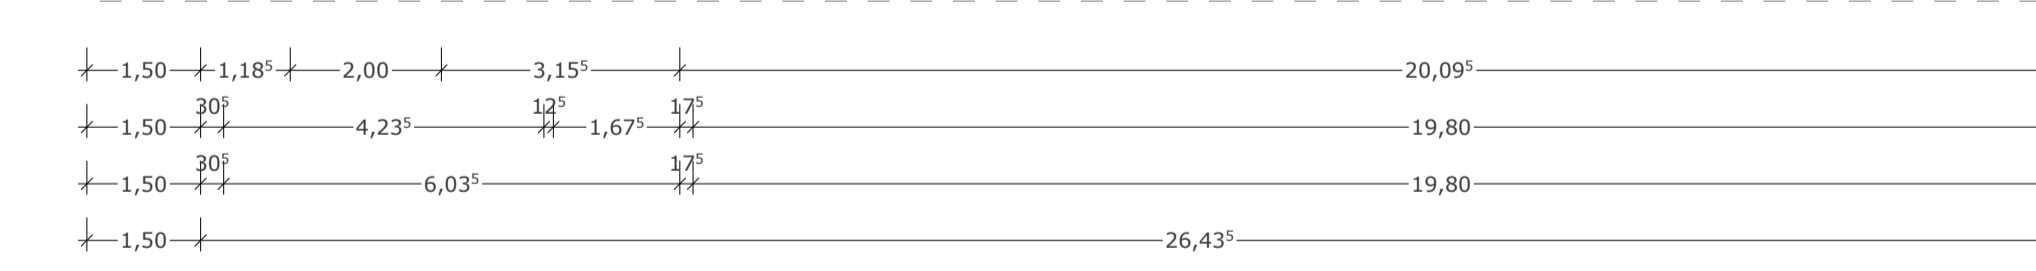 1,50 1,18⁵ 2,00 3,15⁵ 20,09⁵
30⁵ 12⁵ 17⁵
1,50 4,23⁵ 1,67⁵ 19,80
30⁵ 17⁵
1,50 6,03⁵ 19,80
1,50 26,43⁵